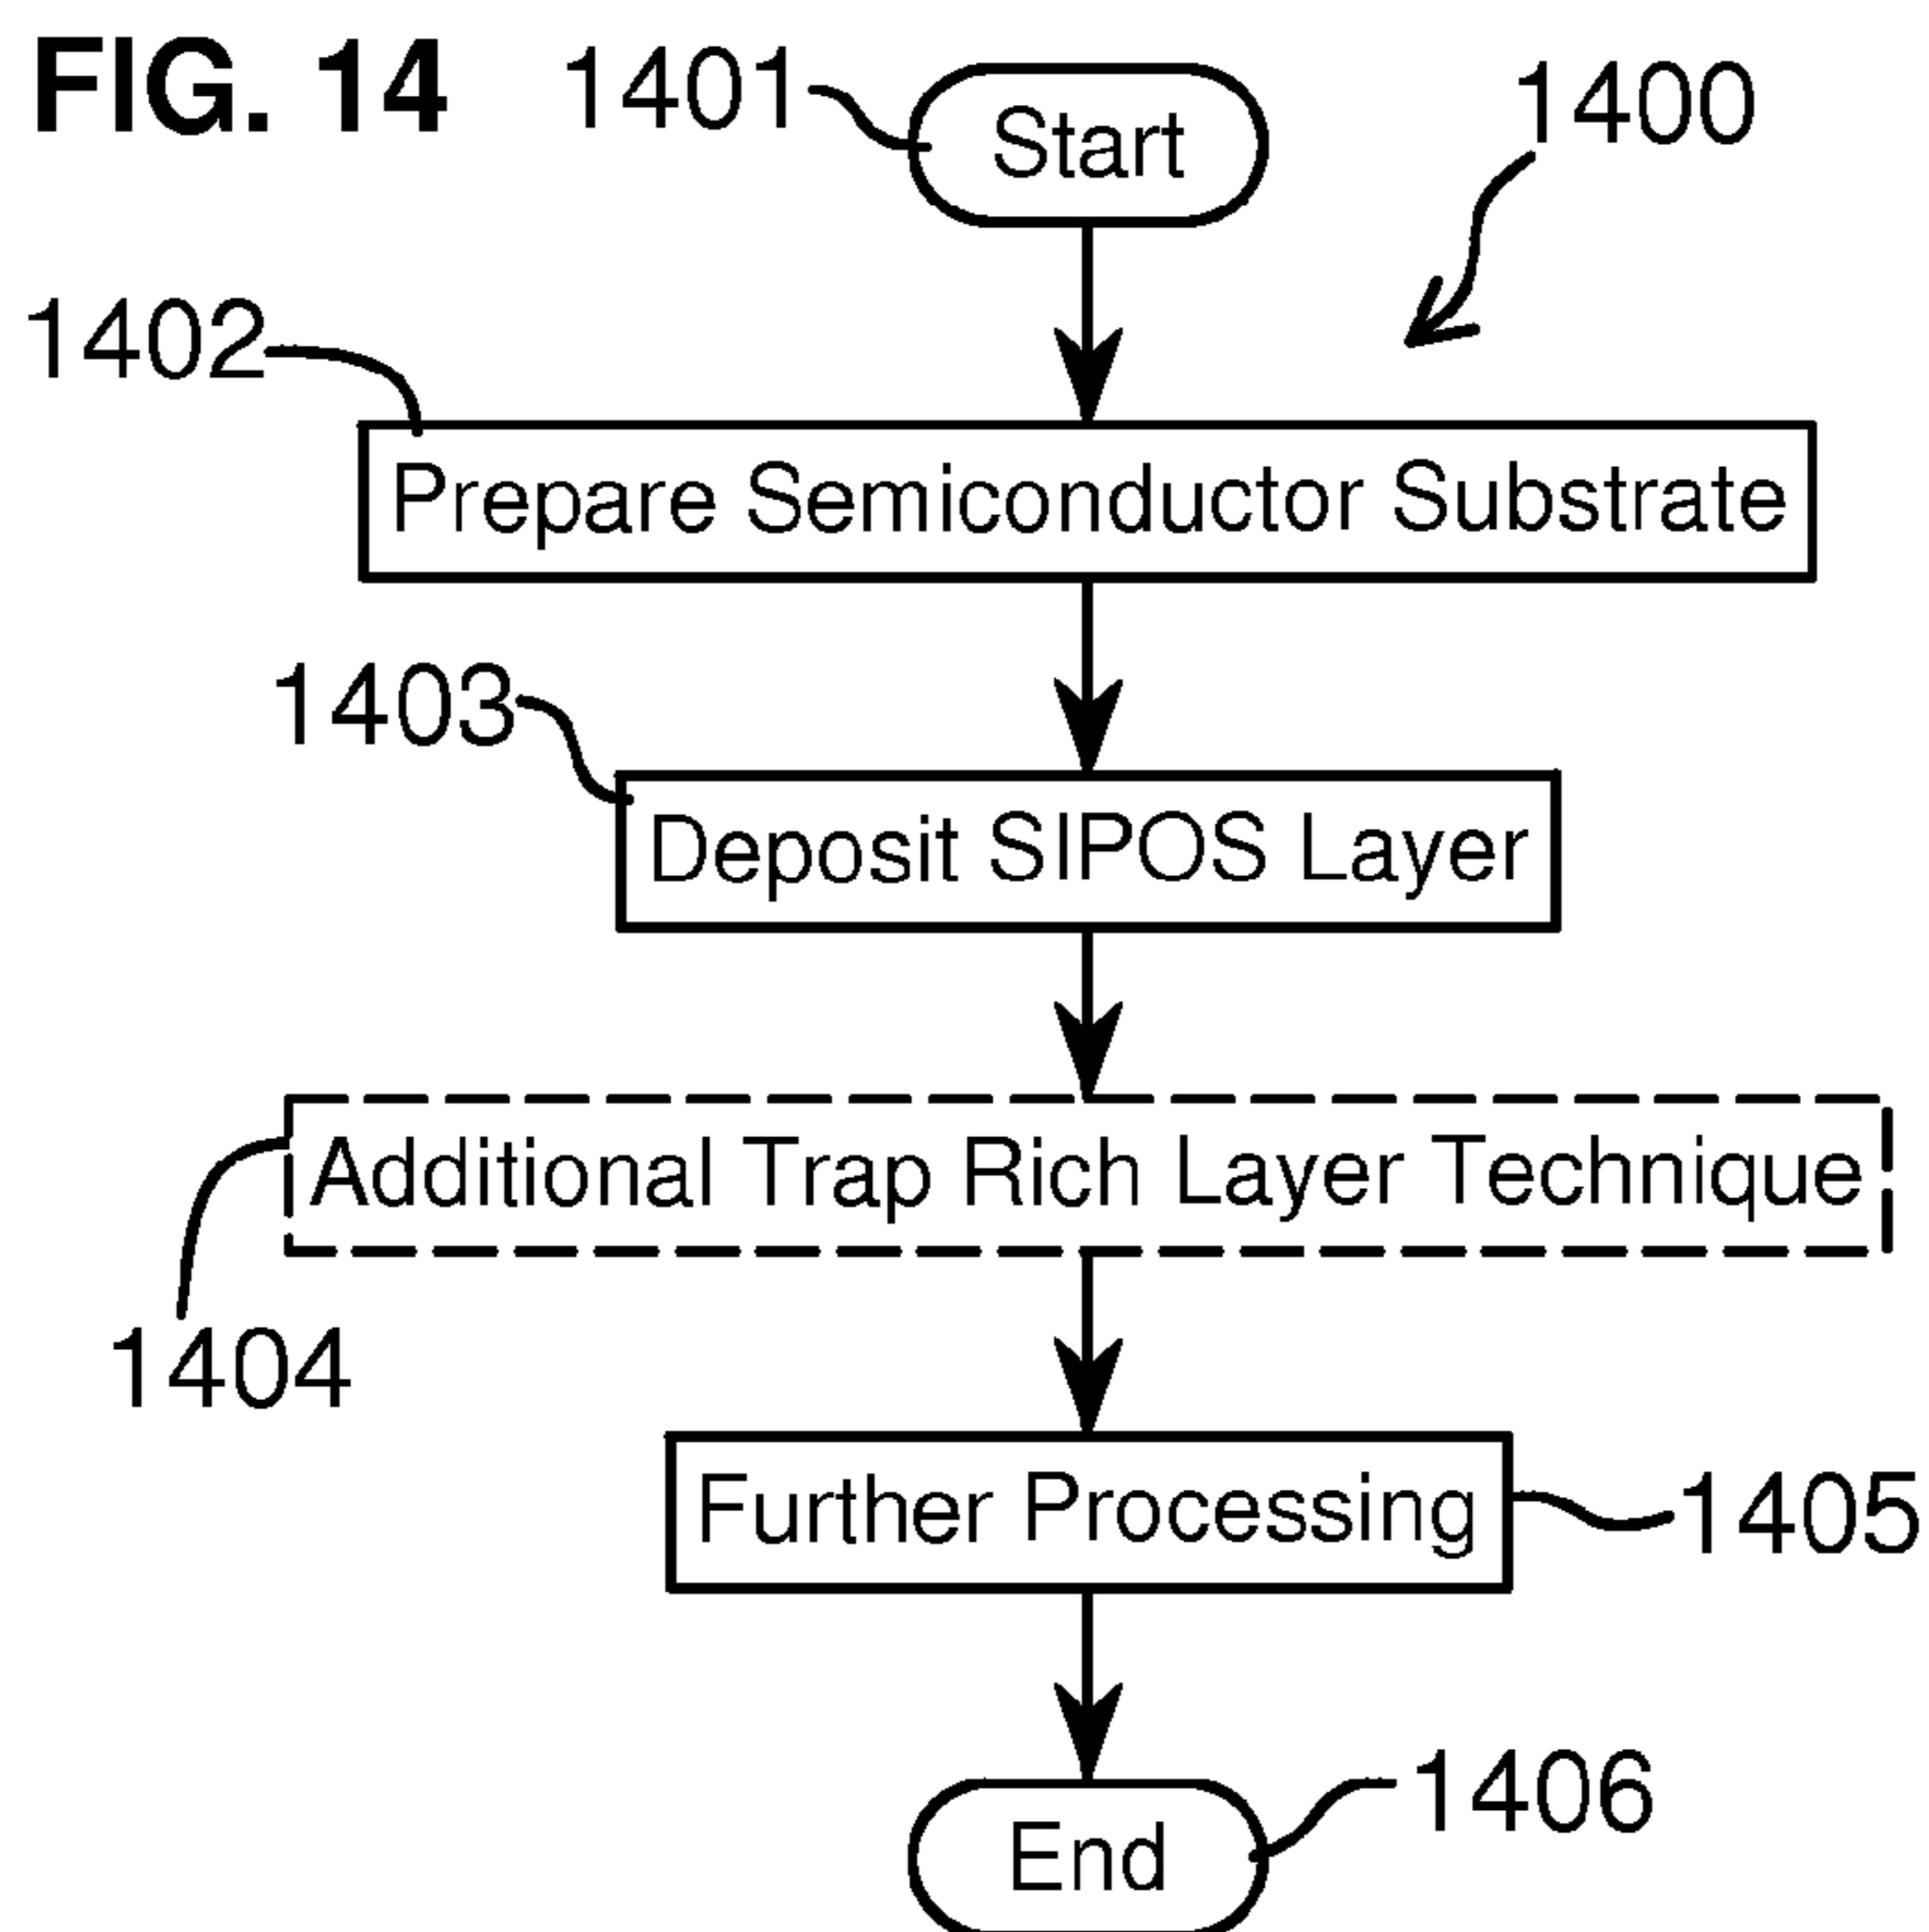 FIG. 14
1401
Start
1400
1402
Prepare Semiconductor Substrate
1403
Deposit SIPOS Layer
Additional Trap Rich Layer Technique
1404
Further Processing
1405
1406
End